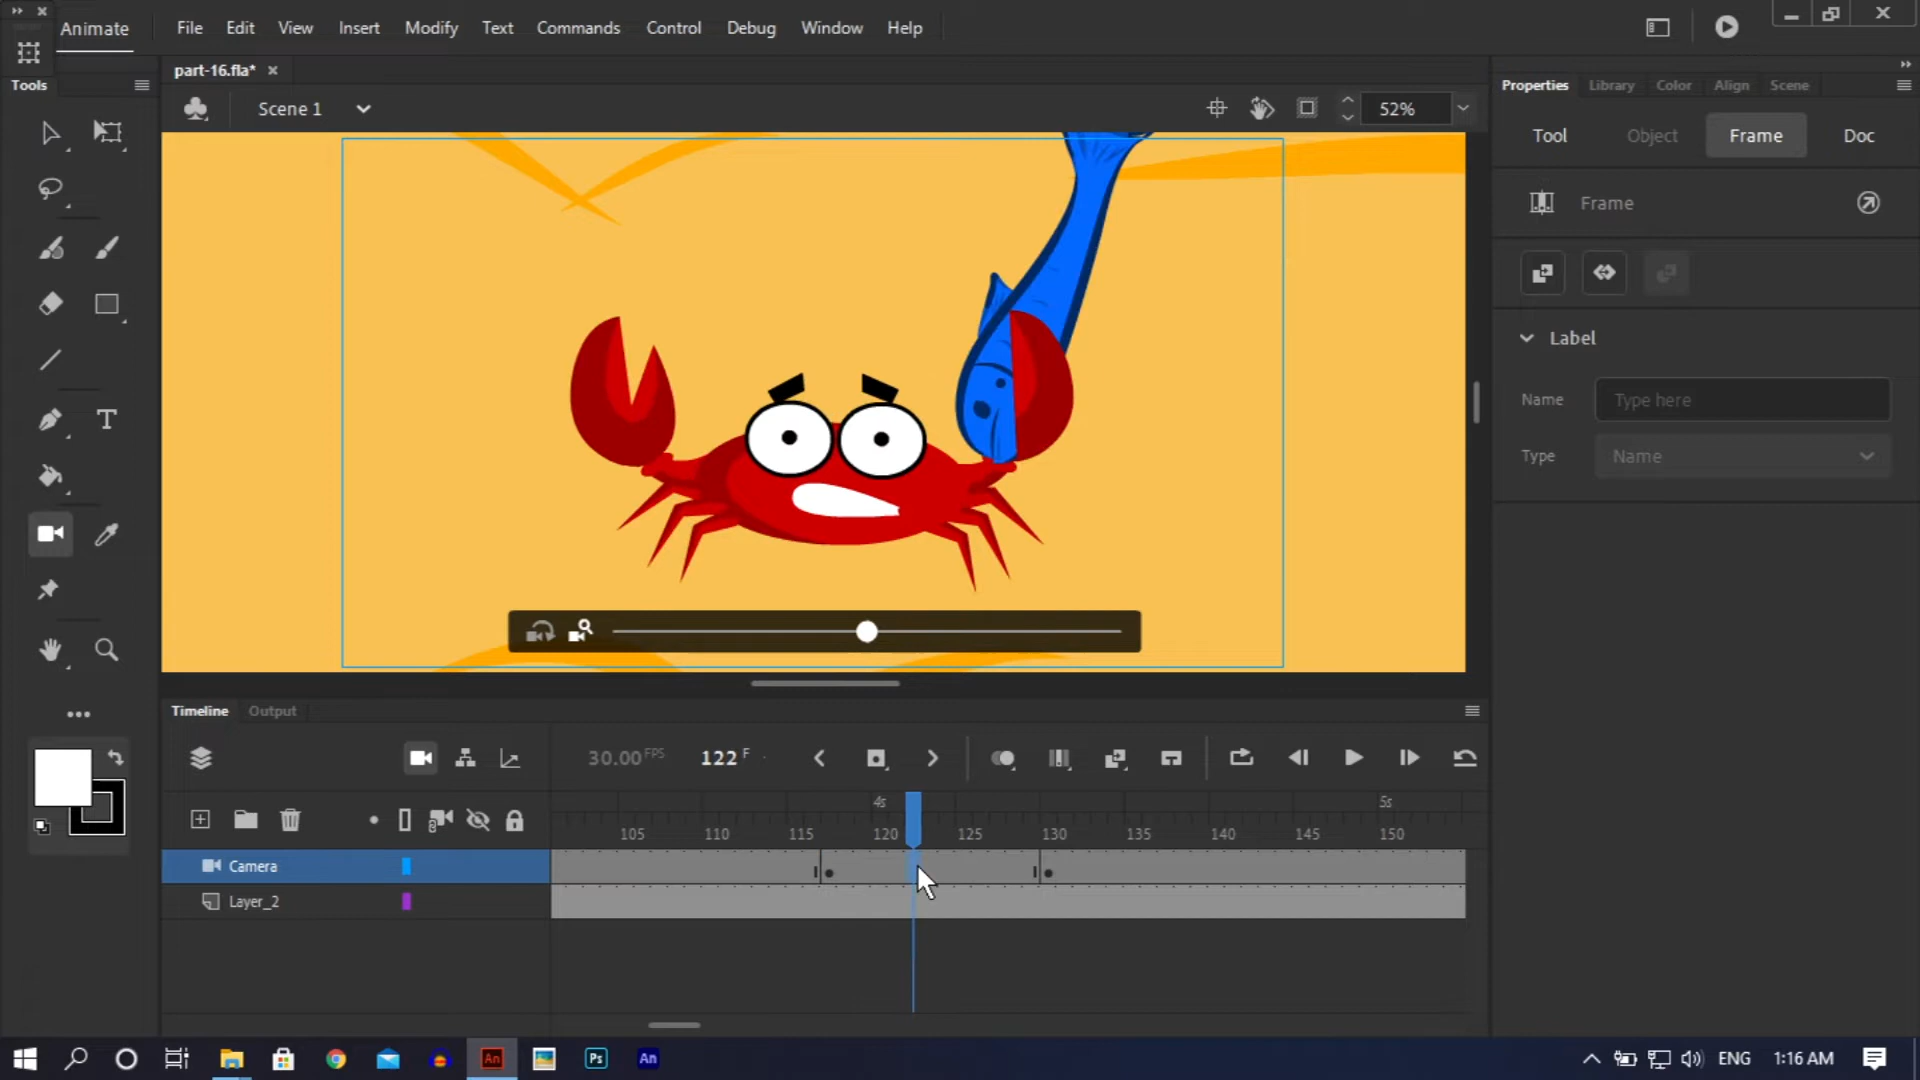 Animate File Edit View Insert Modify Text Commands Control Debug Window Help
Tools
part-16.fla*
Scene 1
52%
Properties Library Color Align Scene
Tool Object Frame Doc
Frame
Label
Name Type here
Type Name
T
Timeline Output
30.00 FPS 122 F
4s 5s
105 110 115 120 125 130 135 140 145 150
Camera
Layer_2
An Ps An
ENG 1:16 AM